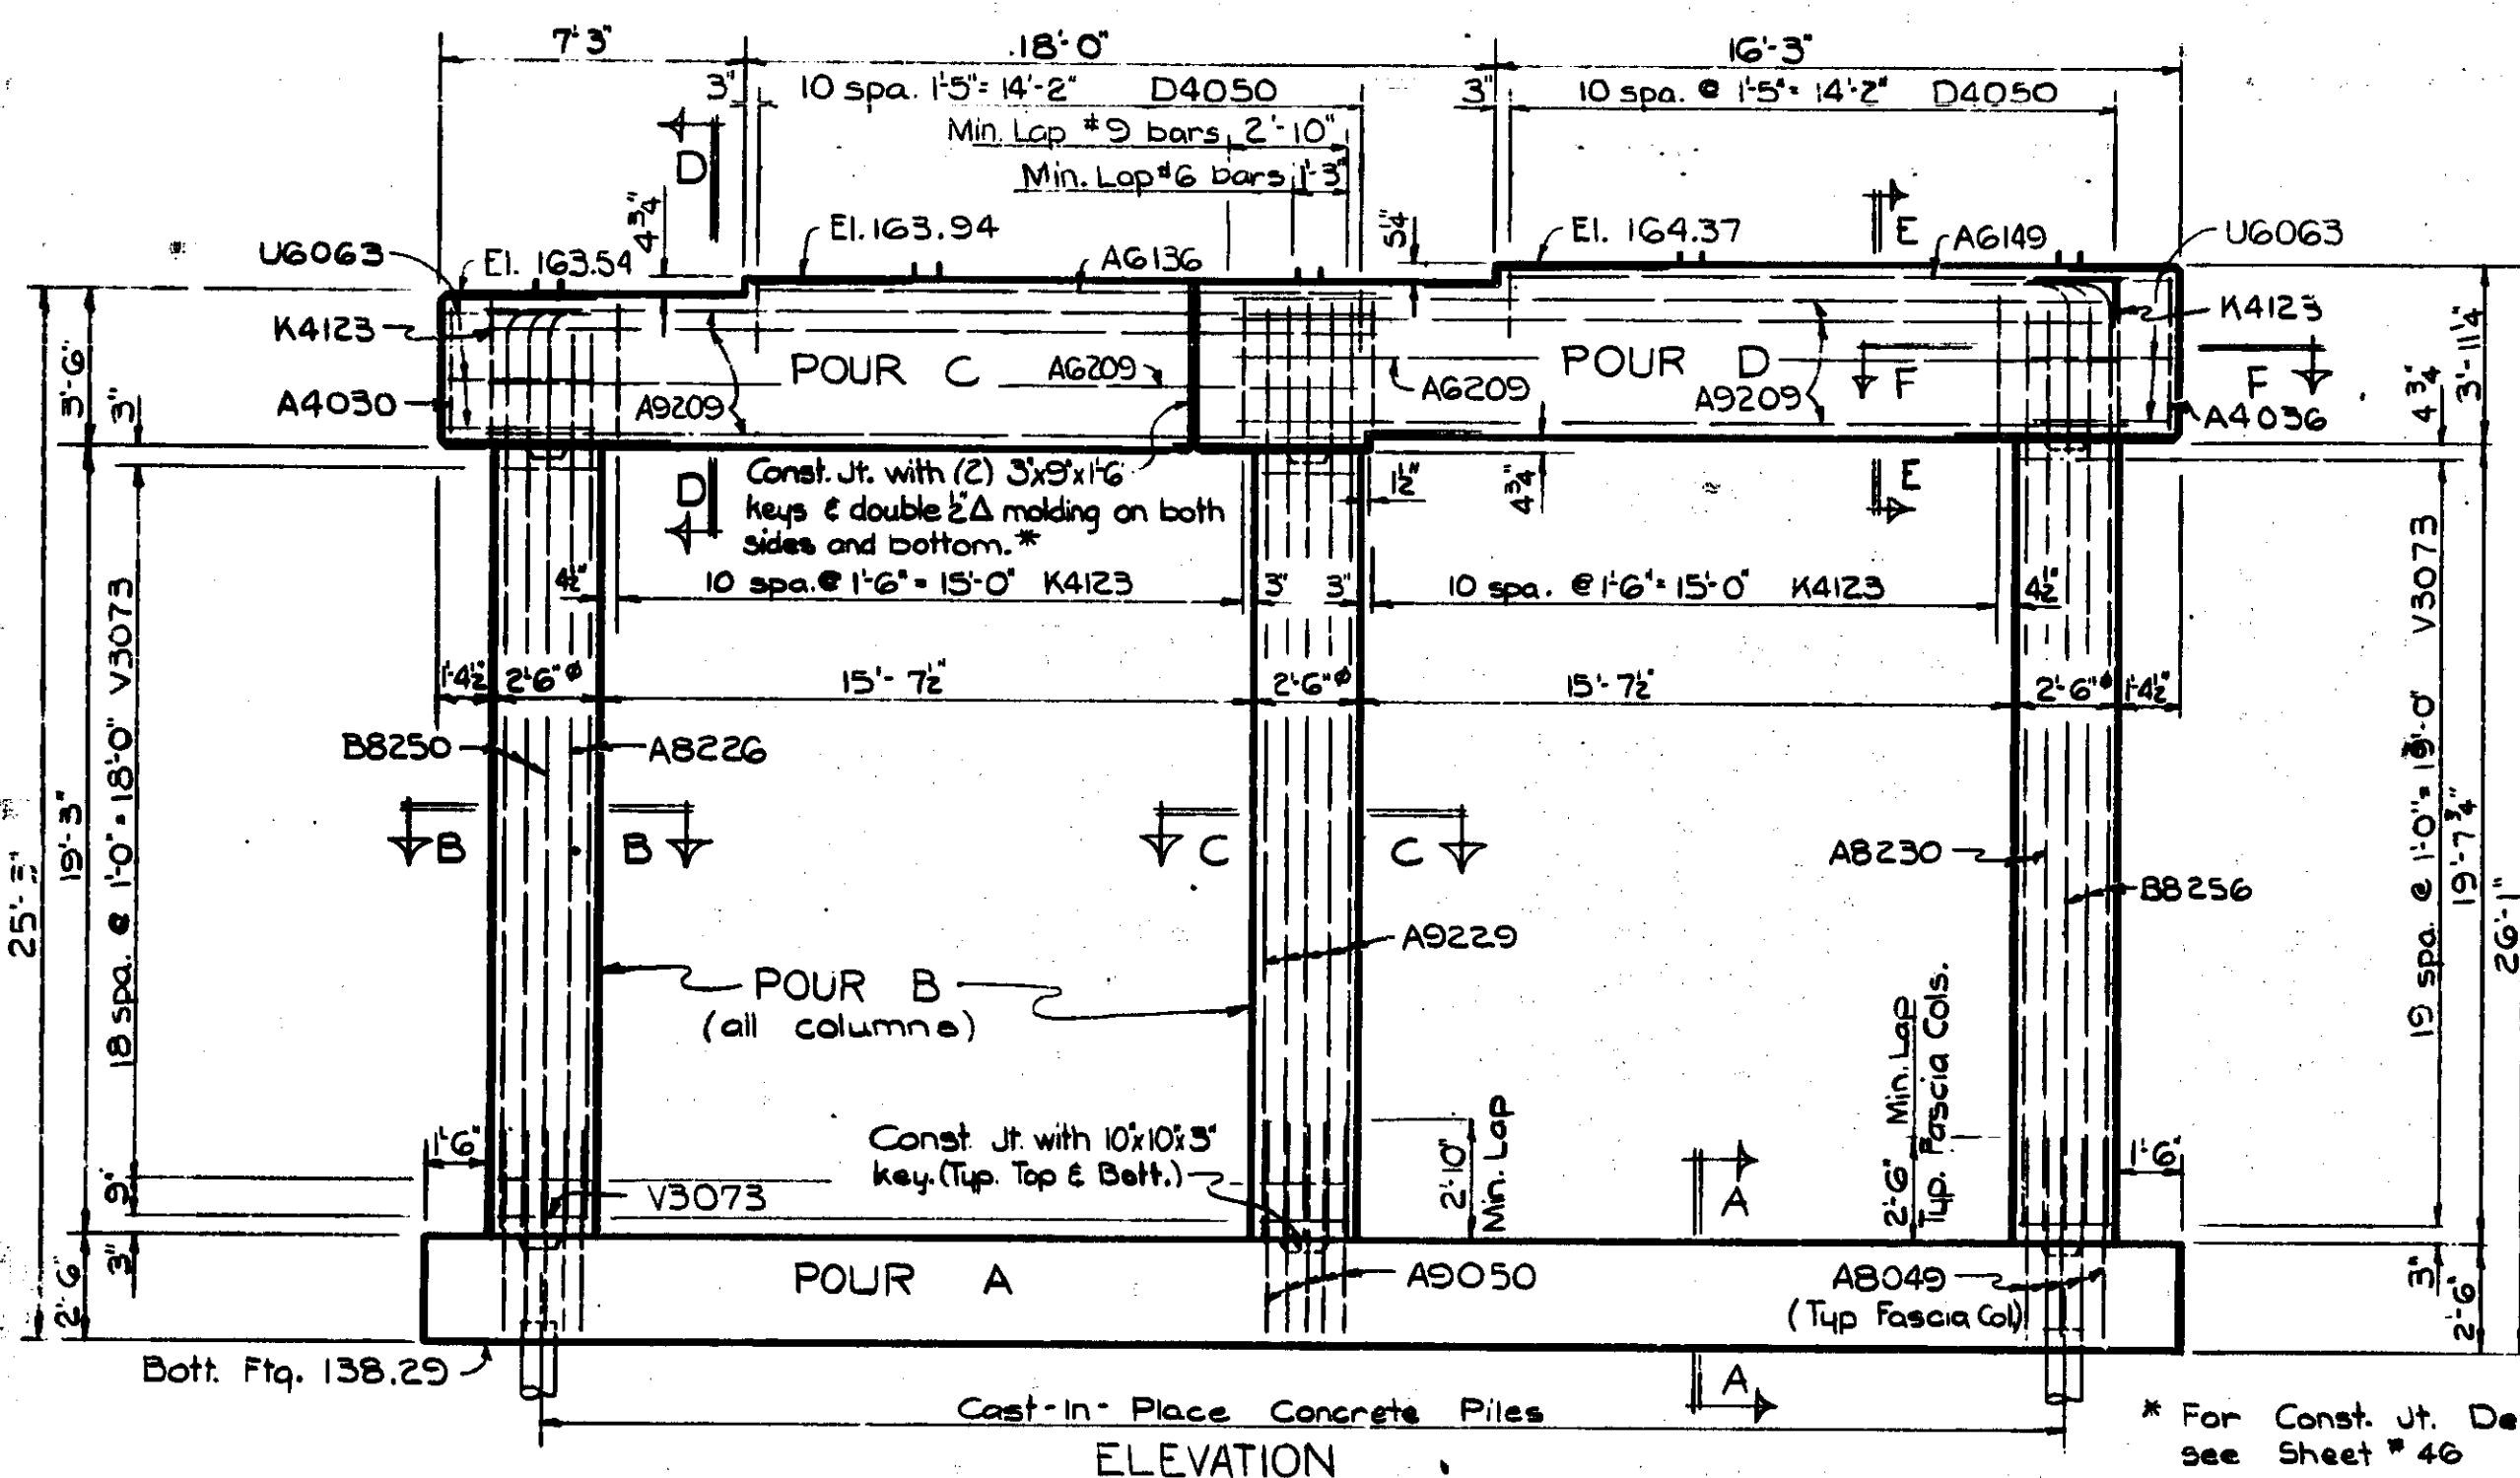 7'-3"
18'-0"
16'-3"
3"
10 spa. 1'-5" = 14'-2" D4050
3"
10 spa. @ 1'-5" = 14'-2" D4050
Min. Lap #9 bars 2'-10"
Min. Lap #6 bars 1'-3"
D
4¾"
5¼"
E
U6063
El. 163.54
El. 163.94
A6136
El. 164.37
A6149
U6063
K4123
POUR C
A6209
A6209
POUR D
A9209
F
K4123
F
A4030
A9209
A4036
3'-6"
3"
4¾"
3'-11¼"
D
Const. Jt. with (2) 3"x9"x1'-6"
keys & double ½" Δ molding on both
sides and bottom. *
1½"
4¾"
E
4½"
10 spa. @ 1'-6" = 15'-0" K4123
3"
3"
10 spa. @ 1'-6" = 15'-0" K4123
4½"
1'-4½"
2'-6" ø
15'-7½"
2'-6" ø
15'-7½"
2'-6" ø
1'-4½"
B8250
A8226
B
B
C
C
A8230
B8256
A9229
25'-
19'-3"
18 spa. @ 1'-0" = 18'-0" V3073
19 spa. @ 1'-0" = 19'-0" V3073
19'-7¾"
26'-1"
POUR B
(all columns)
1'-6"
Const. Jt. with 10"x10"x3"
key. (Typ. Top & Bott.)
2'-10"
Min. Lap
2'-6" Min. Lap
Typ. Fascia Cols.
1'-6"
A
9"
V3073
3"
2'-6"
POUR A
A9050
A8049
(Typ Fascia Col)
3"
2'-6"
Bott. Ftg. 138.29
A
Cast-In-Place Concrete Piles
ELEVATION
* For Const. Jt. De
see Sheet # 46